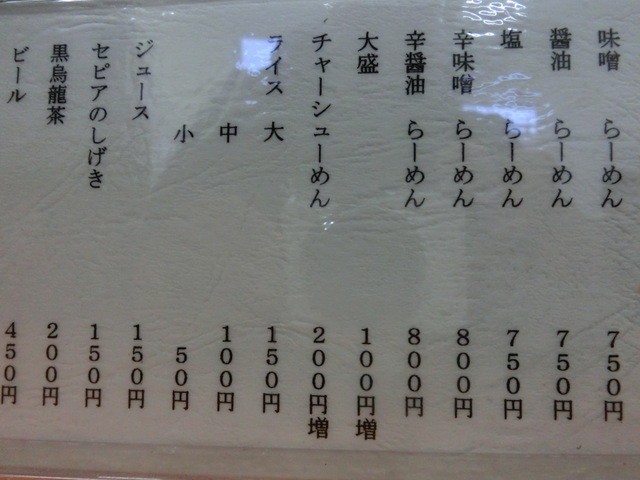 味噌 らーめん 750円
醤油 らーめん 750円
塩 らーめん 750円
辛味噌 らーめん 800円
辛醤油 らーめん 800円
大盛 100円増
チャーシューめん 200円増
ライス 大 150円
中 100円
小 50円
ジュース 150円
セピアのしげき 150円
黒烏龍茶 200円
ビール 450円